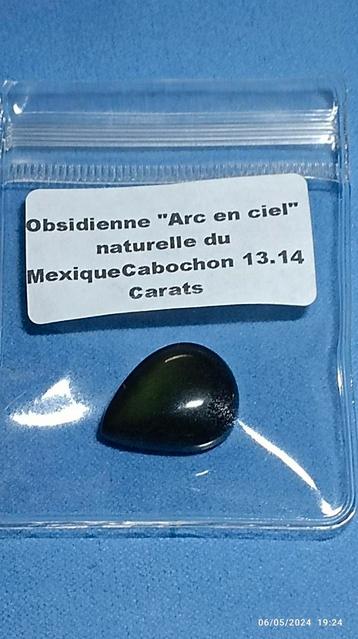 Obsidienne "Arc en ciel"
naturelle du
MexiqueCabochon 13.14
Carats
06/05/2024 19:24